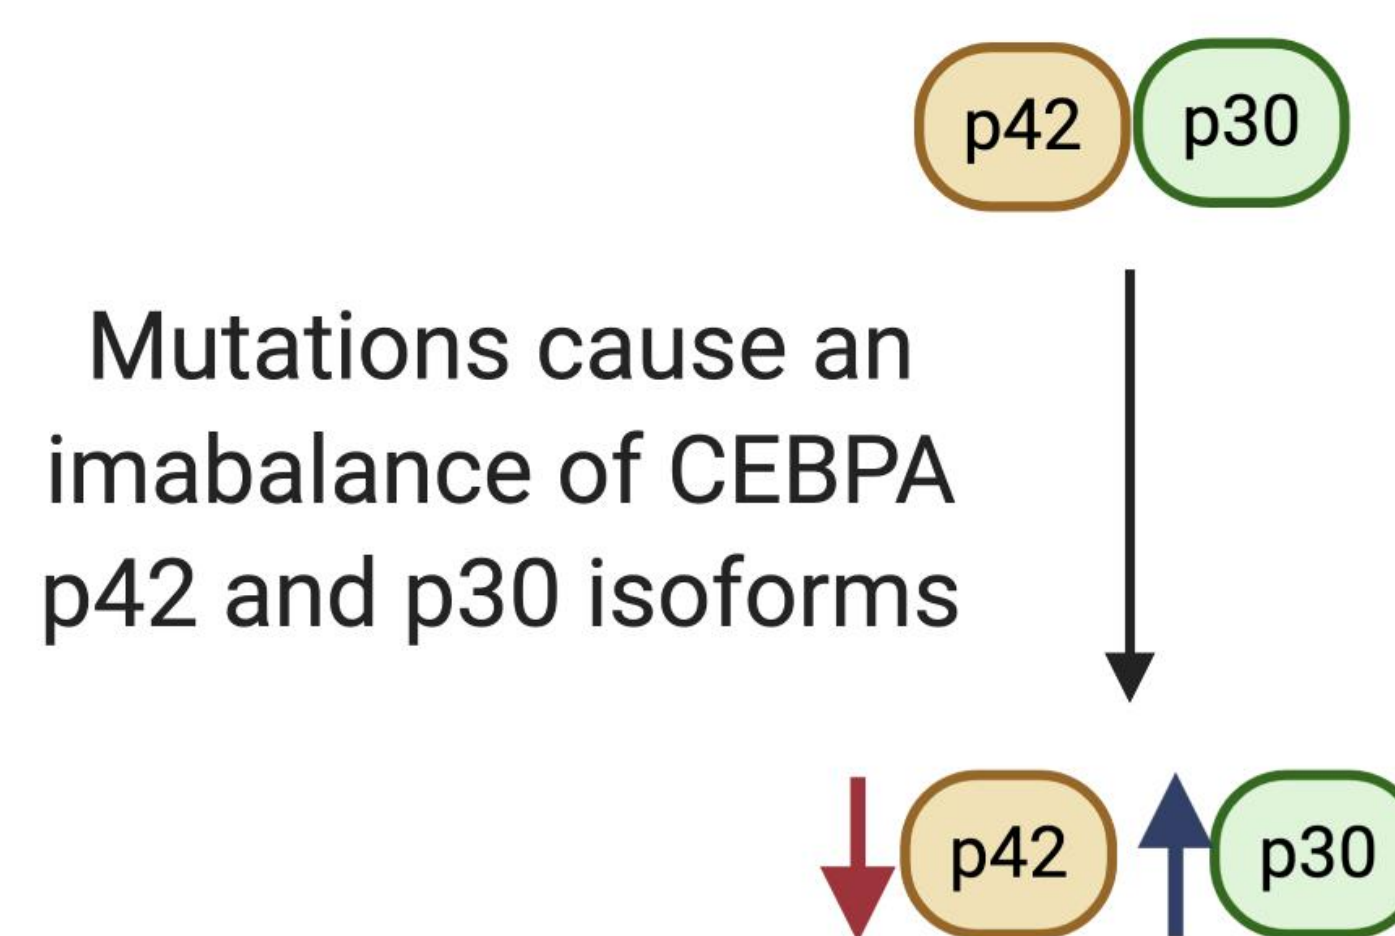 p42 p30
Mutations cause an
imabalance of CEBPA
p42 and p30 isoforms
p42 p30